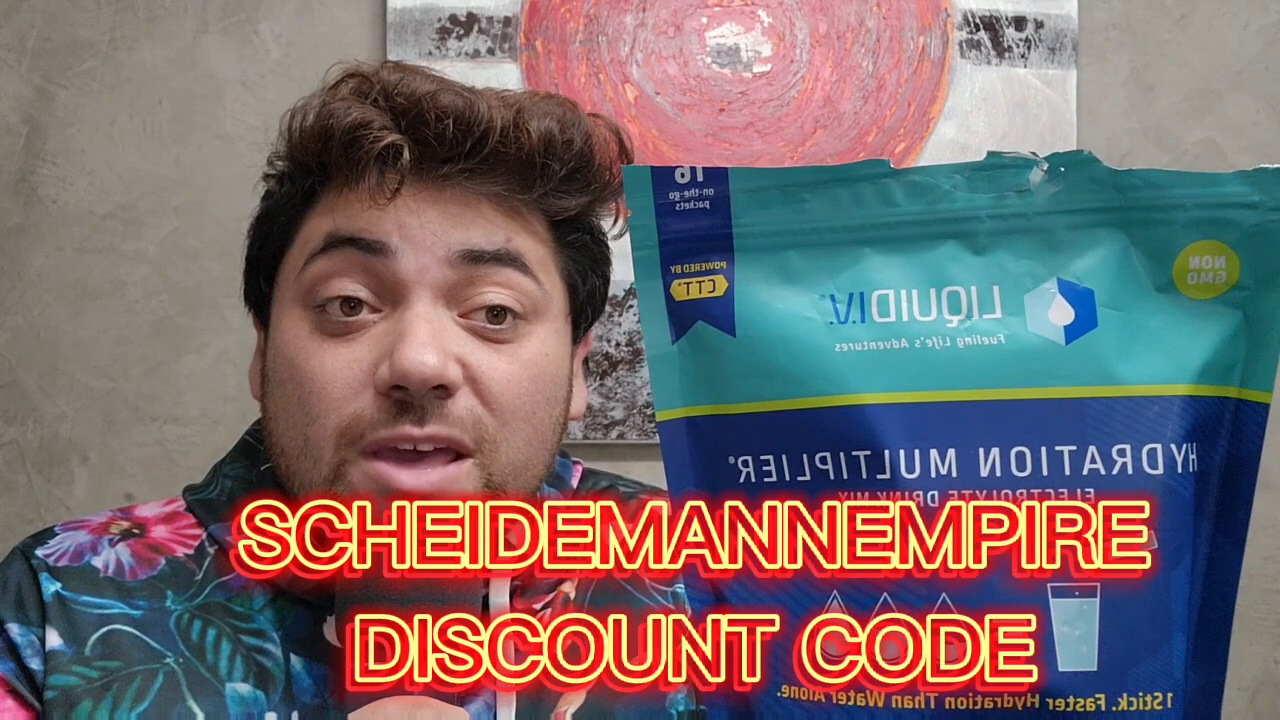 16
on-the-go
packets
POWERED BY
CTT®
NON
GMO
LIQUID I.V.
Fueling Life's Adventures
HYDRATION MULTIPLIER®
ELECTROLYTE DRINK MIX
SCHEIDEMANNEMPIRE
DISCOUNT CODE
1 Stick. Faster Hydration Than Water Alone.